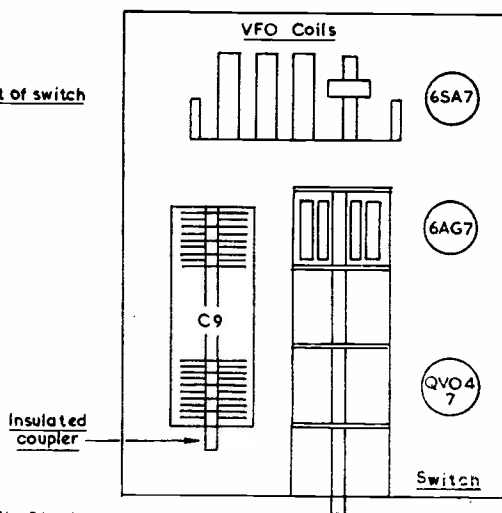 VFO Coils
t of switch
6SA7
6AG7
C9
QVO4
7
Insulated
coupler
Switch